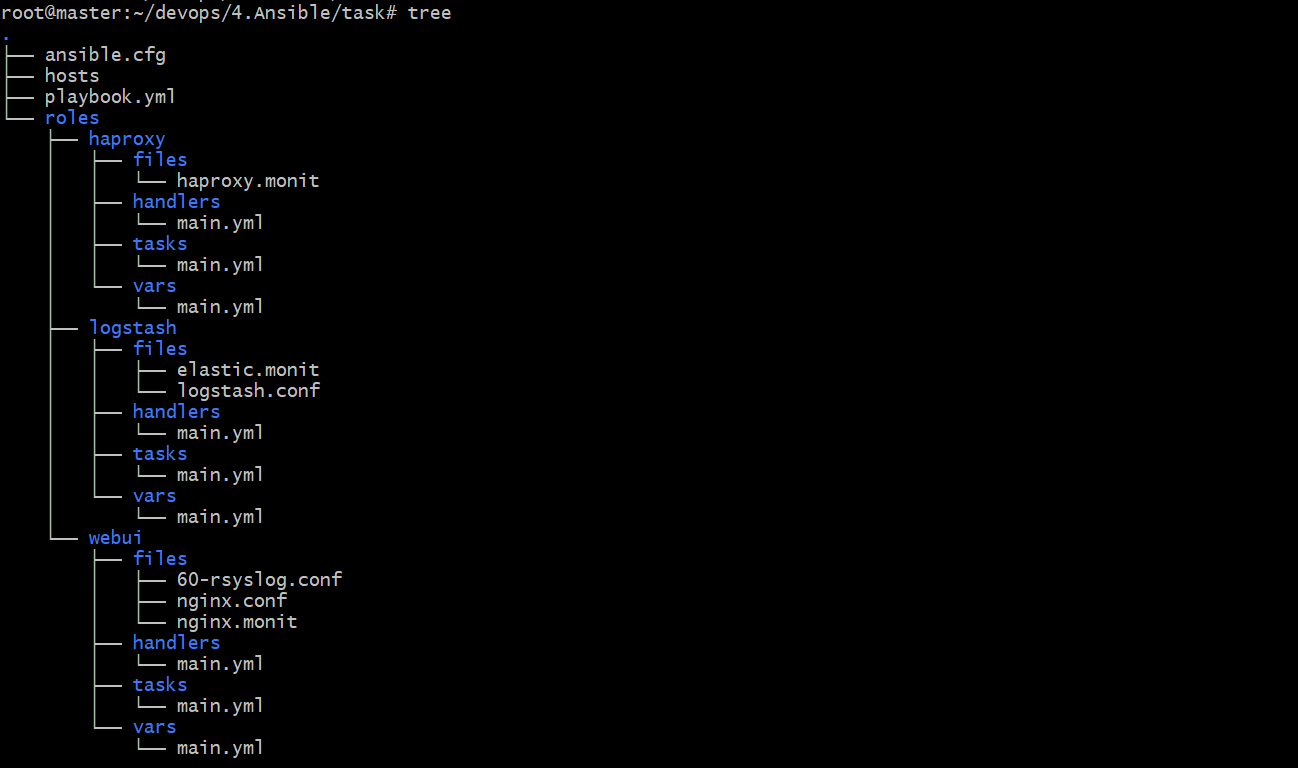 root@master:~/devops/4.Ansible/task# tree
.
├── ansible.cfg
├── hosts
├── playbook.yml
└── roles
    ├── haproxy
    │   ├── files
    │   │   └── haproxy.monit
    │   ├── handlers
    │   │   └── main.yml
    │   ├── tasks
    │   │   └── main.yml
    │   └── vars
    │       └── main.yml
    ├── logstash
    │   ├── files
    │   │   ├── elastic.monit
    │   │   └── logstash.conf
    │   ├── handlers
    │   │   └── main.yml
    │   ├── tasks
    │   │   └── main.yml
    │   └── vars
    │       └── main.yml
    └── webui
        ├── files
        │   ├── 60-rsyslog.conf
        │   ├── nginx.conf
        │   └── nginx.monit
        ├── handlers
        │   └── main.yml
        ├── tasks
        │   └── main.yml
        └── vars
            └── main.yml